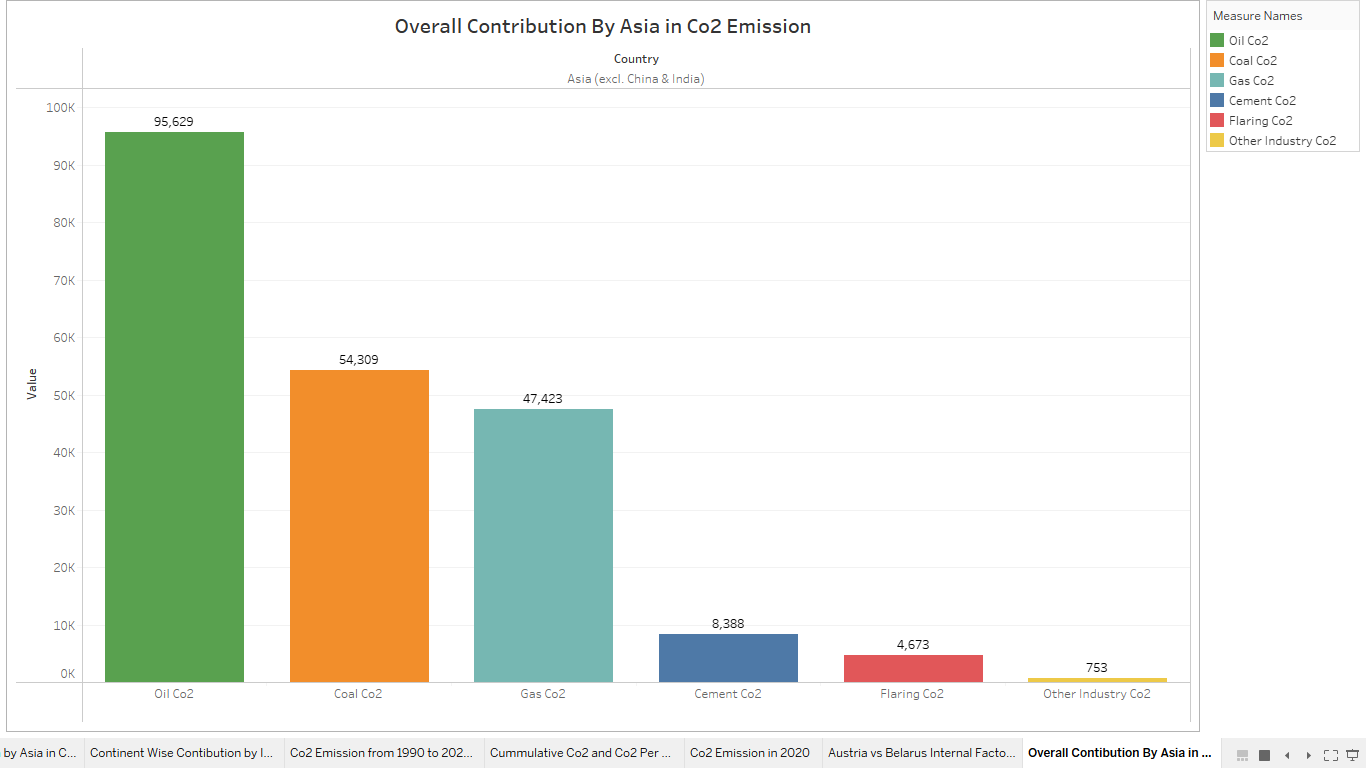 Overall Contribution By Asia in Co2 Emission
Country
Asia (excl. China & India)
100K
90K
80K
70K
60K
50K
40K
30K
20K
10K
0K
Value
95,629
54,309
47,423
8,388
4,673
753
Oil Co2
Coal Co2
Gas Co2
Cement Co2
Flaring Co2
Other Industry Co2
Measure Names
Oil Co2
Coal Co2
Gas Co2
Cement Co2
Flaring Co2
Other Industry Co2
by Asia in C...
Continent Wise Contibution by I...
Co2 Emission from 1990 to 202...
Cummulative Co2 and Co2 Per ...
Co2 Emission in 2020
Austria vs Belarus Internal Facto...
Overall Contibution By Asia in ...